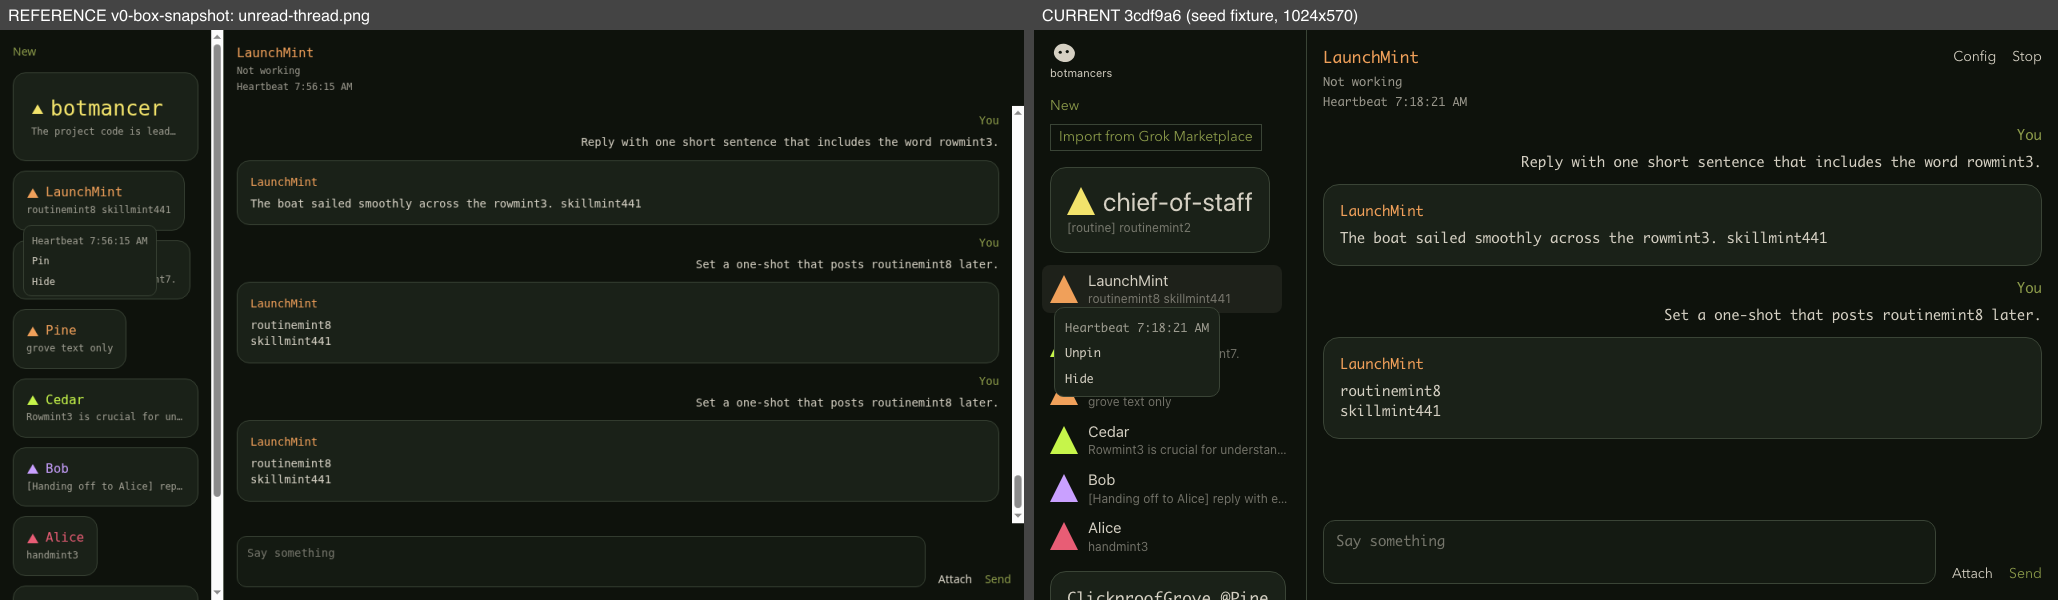 REFERENCE v0-box-snapshot: unread-thread.png
New
botmancer
The project code is lead…
LaunchMint
routinemint8 skillmint441
Heartbeat 7:56:15 AM
Pin
Hide
nt7.
Pine
grove text only
Cedar
Rowmint3 is crucial for un…
Bob
[Handing off to Alice] rep…
Alice
handmint3
LaunchMint
Not working
Heartbeat 7:56:15 AM
You
Reply with one short sentence that includes the word rowmint3.
LaunchMint
The boat sailed smoothly across the rowmint3. skillmint441
You
Set a one-shot that posts routinemint8 later.
LaunchMint
routinemint8
skillmint441
You
Set a one-shot that posts routinemint8 later.
LaunchMint
routinemint8
skillmint441
Say something
Attach
Send
CURRENT 3cdf9a6 (seed fixture, 1024x570)
botmancers
New
Import from Grok Marketplace
chief-of-staff
[routine] routinemint2
LaunchMint
routinemint8 skillmint441
Heartbeat 7:18:21 AM
Unpin
Hide
nt7.
grove text only
Cedar
Rowmint3 is crucial for understan...
Bob
[Handing off to Alice] reply with e...
Alice
handmint3
ClickproofGrove @Pine
LaunchMint
Not working
Heartbeat 7:18:21 AM
Config
Stop
You
Reply with one short sentence that includes the word rowmint3.
LaunchMint
The boat sailed smoothly across the rowmint3. skillmint441
You
Set a one-shot that posts routinemint8 later.
LaunchMint
routinemint8
skillmint441
Say something
Attach
Send